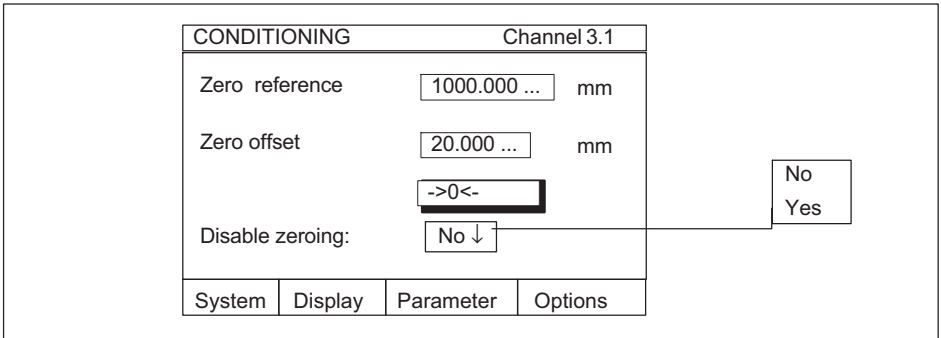 CONDITIONING Channel 3.1
Zero reference 1000.000 ... mm
Zero offset 20.000 ... mm
->0<-
No
Yes
Disable zeroing: No ↓
System Display Parameter Options